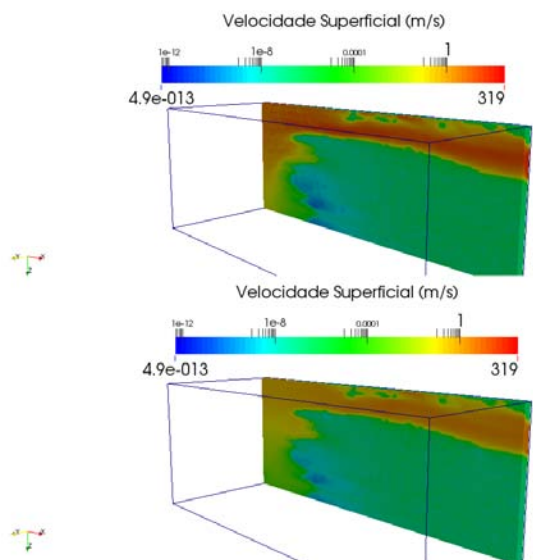 Velocidade Superficial (m/s)
1e-12 1e-8 0.0001 1
4.9e-013 319
Velocidade Superficial (m/s)
1e-12 1e-8 0.0001 1
4.9e-013 319